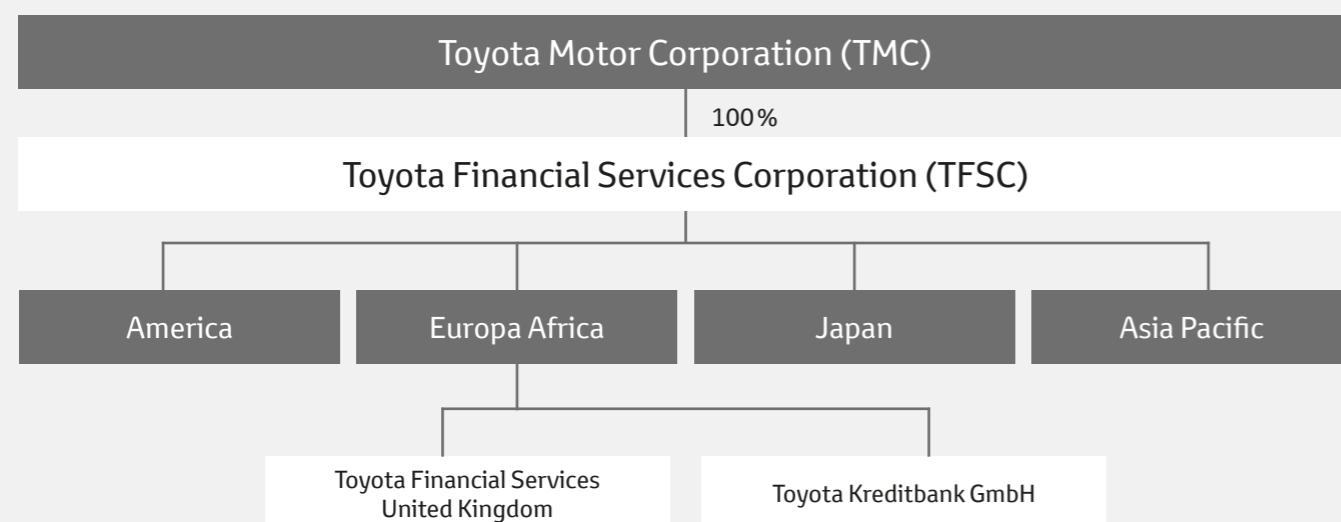 Toyota Motor Corporation (TMC)
100 %
Toyota Financial Services Corporation (TFSC)
America
Europa Africa
Japan
Asia Pacific
Toyota Financial Services
United Kingdom
Toyota Kreditbank GmbH